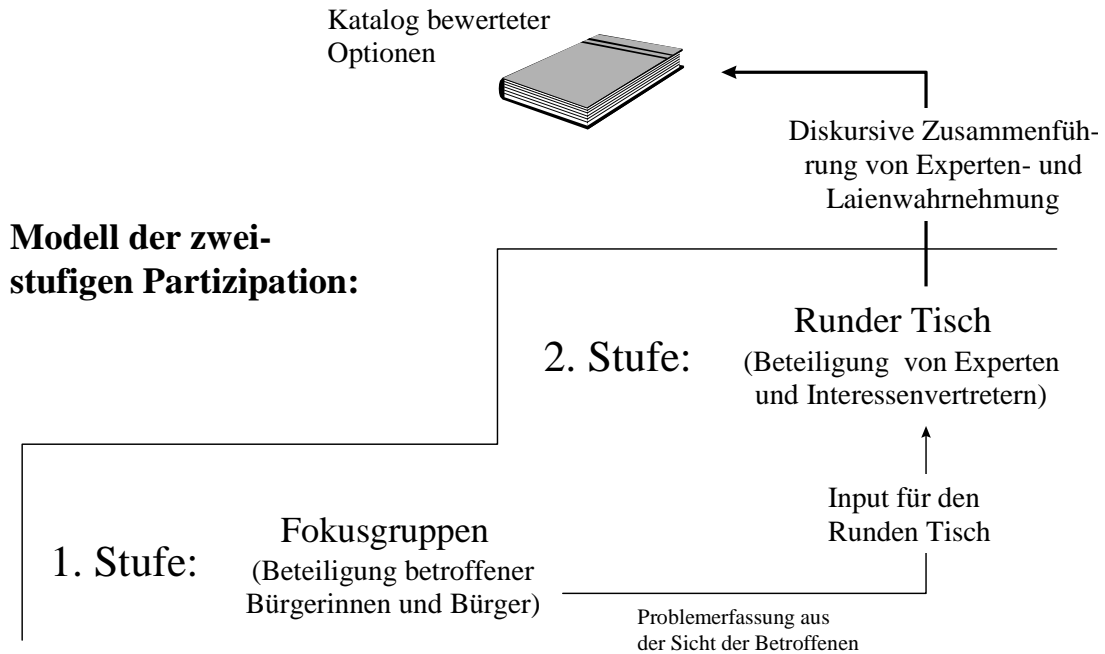 Katalog bewerteter
Optionen
Diskursive Zusammenfüh-
rung von Experten- und
Laienwahrnehmung
Modell der zwei-
stufigen Partizipation:
2. Stufe:
Runder Tisch
(Beteiligung von Experten
und Interessenvertretern)
Input für den
Runden Tisch
1. Stufe:
Fokusgruppen
(Beteiligung betroffener
Bürgerinnen und Bürger)
Problemerfassung aus
der Sicht der Betroffenen